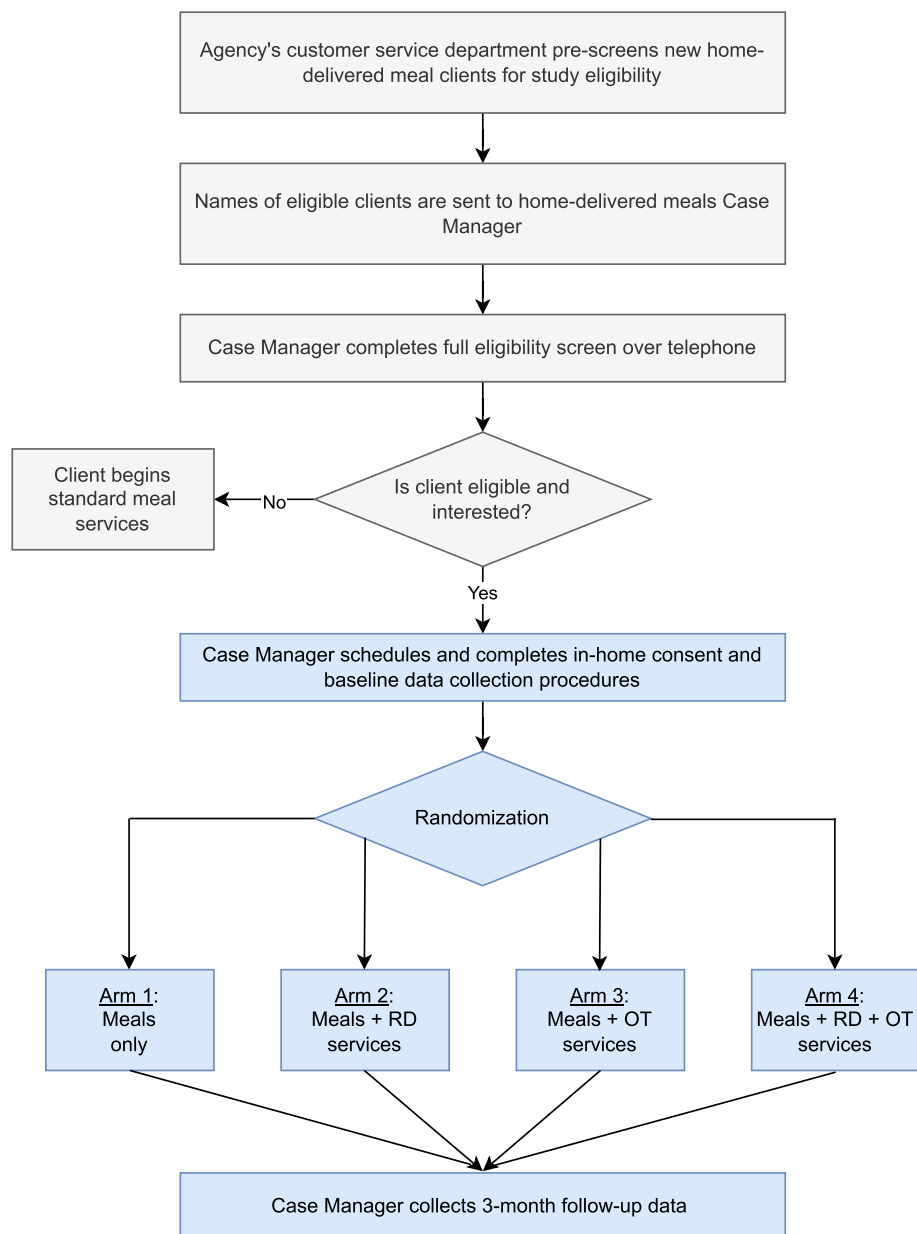 Agency's customer service department pre-screens new home-
delivered meal clients for study eligibility
Names of eligible clients are sent to home-delivered meals Case
Manager
Case Manager completes full eligibility screen over telephone
Is client eligible and
interested?
No
Client begins
standard meal
services
Yes
Case Manager schedules and completes in-home consent and
baseline data collection procedures
Randomization
Arm 1:
Meals
only
Arm 2:
Meals + RD
services
Arm 3:
Meals + OT
services
Arm 4:
Meals + RD + OT
services
Case Manager collects 3-month follow-up data